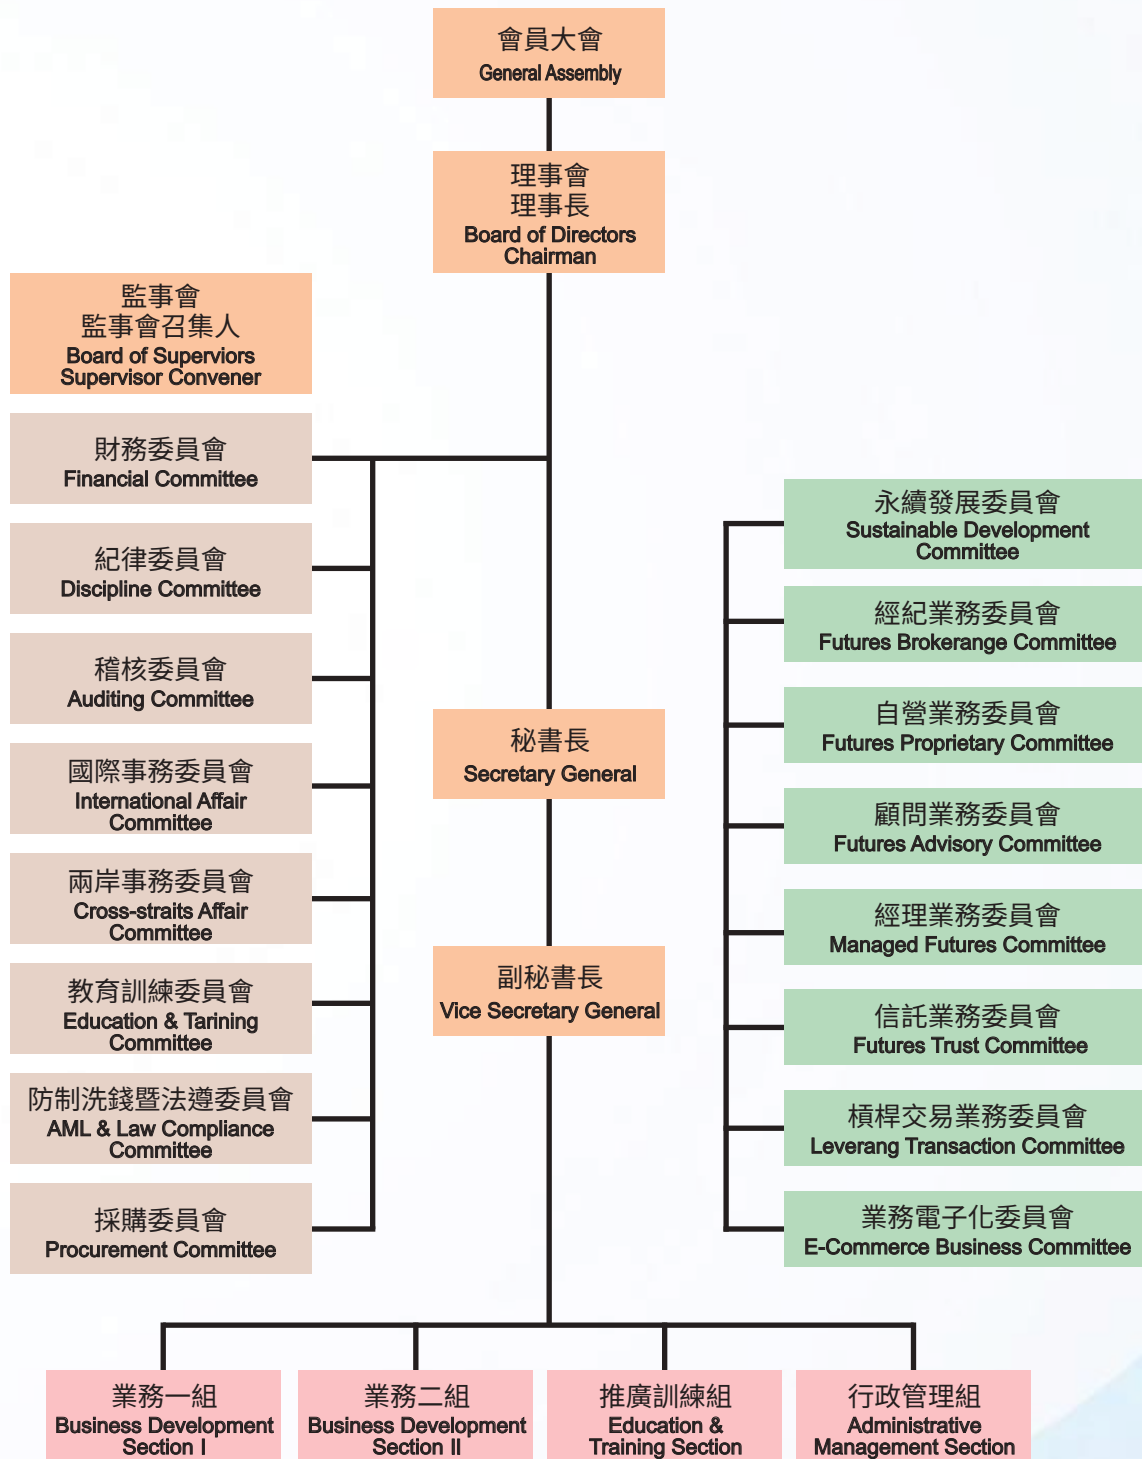 會員大會
General Assembly
理事會
理事長
Board of Directors
Chairman
監事會
監事會召集人
Board of Superviors
Supervisor Convener
財務委員會
Financial Committee
紀律委員會
Discipline Committee
稽核委員會
Auditing Committee
國際事務委員會
International Affair
Committee
兩岸事務委員會
Cross-straits Affair
Committee
教育訓練委員會
Education & Tarining
Committee
防制洗錢暨法遵委員會
AML & Law Compliance
Committee
採購委員會
Procurement Committee
秘書長
Secretary General
副秘書長
Vice Secretary General
永續發展委員會
Sustainable Development
Committee
經紀業務委員會
Futures Brokerange Committee
自營業務委員會
Futures Proprietary Committee
顧問業務委員會
Futures Advisory Committee
經理業務委員會
Managed Futures Committee
信託業務委員會
Futures Trust Committee
槓桿交易業務委員會
Leverang Transaction Committee
業務電子化委員會
E-Commerce Business Committee
業務一組
Business Development
Section I
業務二組
Business Development
Section II
推廣訓練組
Education &
Training Section
行政管理組
Administrative
Management Section